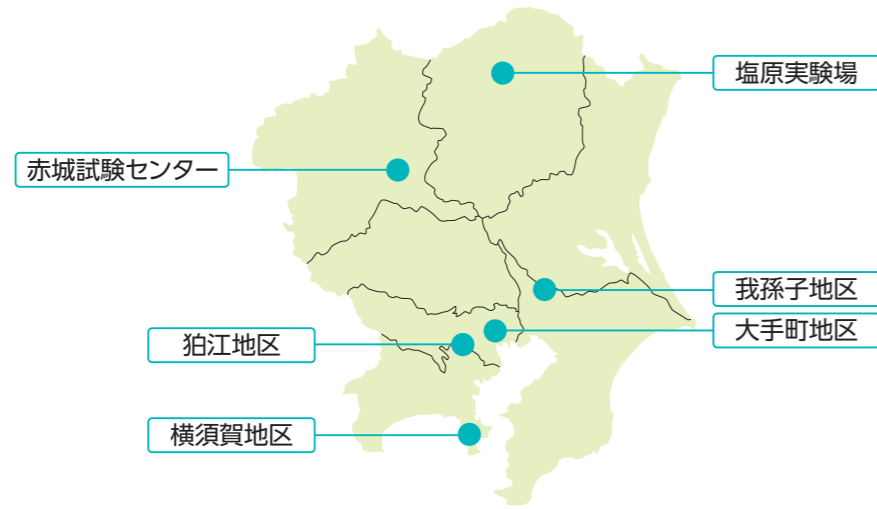 塩原実験場
赤城試験センター
我孫子地区
大手町地区
狛江地区
横須賀地区